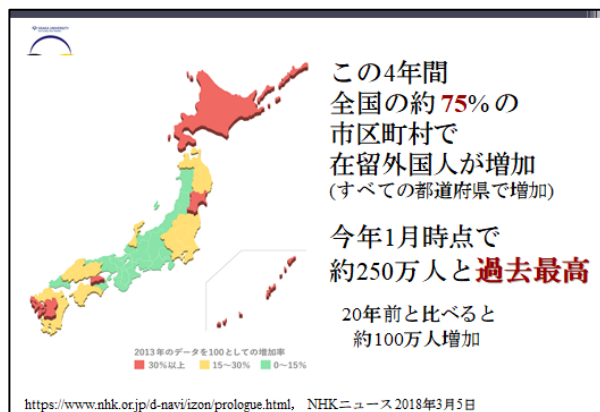 この4年間
全国の約75%の
市区町村で
在留外国人が増加
(すべての都道府県で増加)
今年1月時点で
約250万人と過去最高
20年前と比べると
約100万人増加
2013年のデータを100としての増加率
30%以上 15〜30% 0〜15%
https://www.nhk.or.jp/d-navi/izon/prologue.html, NHKニュース2018年3月5日